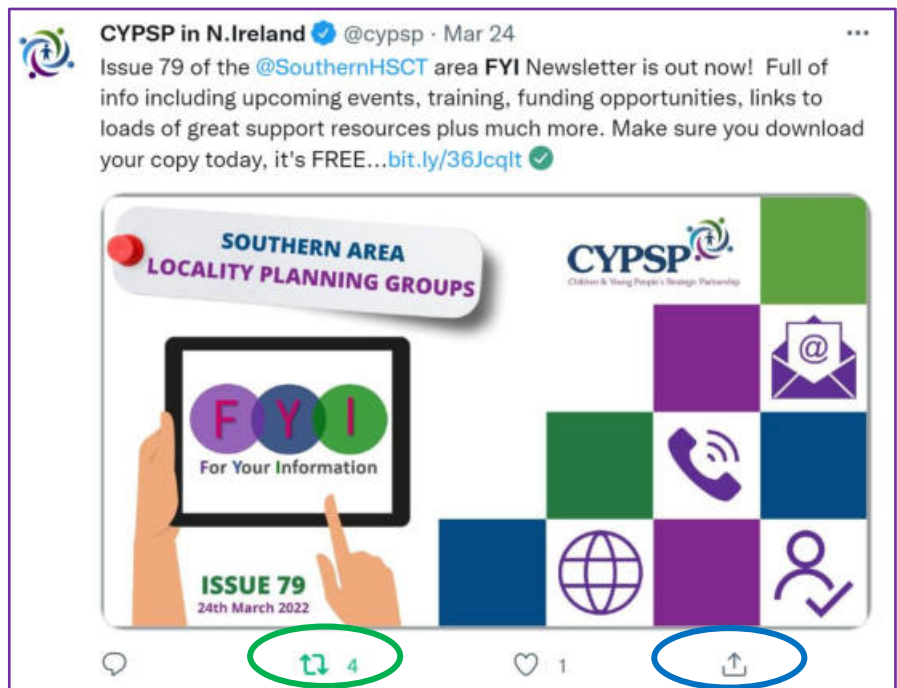 CYPSP in N.Ireland @cypsp · Mar 24
Issue 79 of the @SouthernHSCT area FYI Newsletter is out now! Full of
info including upcoming events, training, funding opportunities, links to
loads of great support resources plus much more. Make sure you download
your copy today, it's FREE...bit.ly/36Jcqlt
SOUTHERN AREA
LOCALITY PLANNING GROUPS
CYPSP
Children & Young People's Strategic Partnership
@
F Y I
For Your Information
ISSUE 79
24th March 2022
4
1